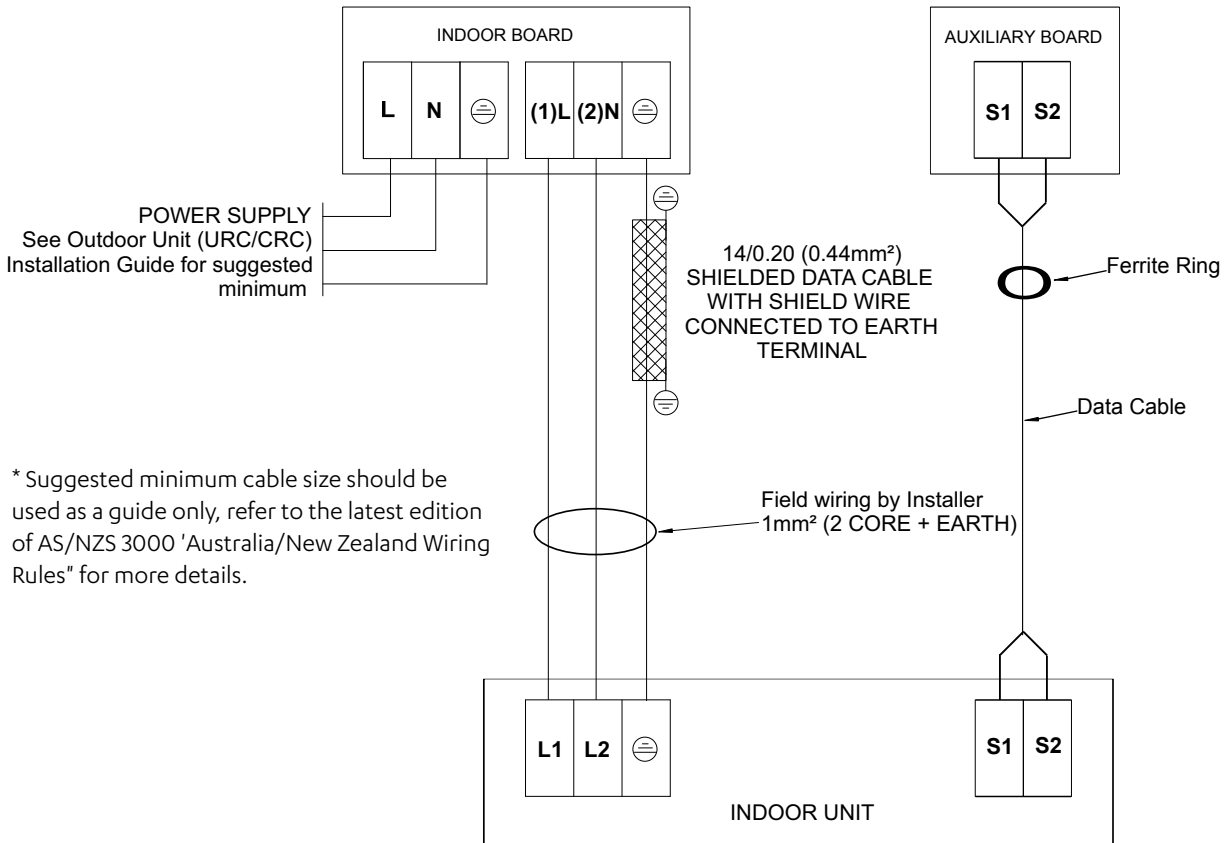 INDOOR BOARD
L N (1)L (2)N
AUXILIARY BOARD
S1 S2
POWER SUPPLY
See Outdoor Unit (URC/CRC)
Installation Guide for suggested
minimum
14/0.20 (0.44mm²)
SHIELDED DATA CABLE
WITH SHIELD WIRE
CONNECTED TO EARTH
TERMINAL
Ferrite Ring
Data Cable
* Suggested minimum cable size should be
used as a guide only, refer to the latest edition
of AS/NZS 3000 'Australia/New Zealand Wiring
Rules" for more details.
Field wiring by Installer
1mm² (2 CORE + EARTH)
L1 L2
S1 S2
INDOOR UNIT